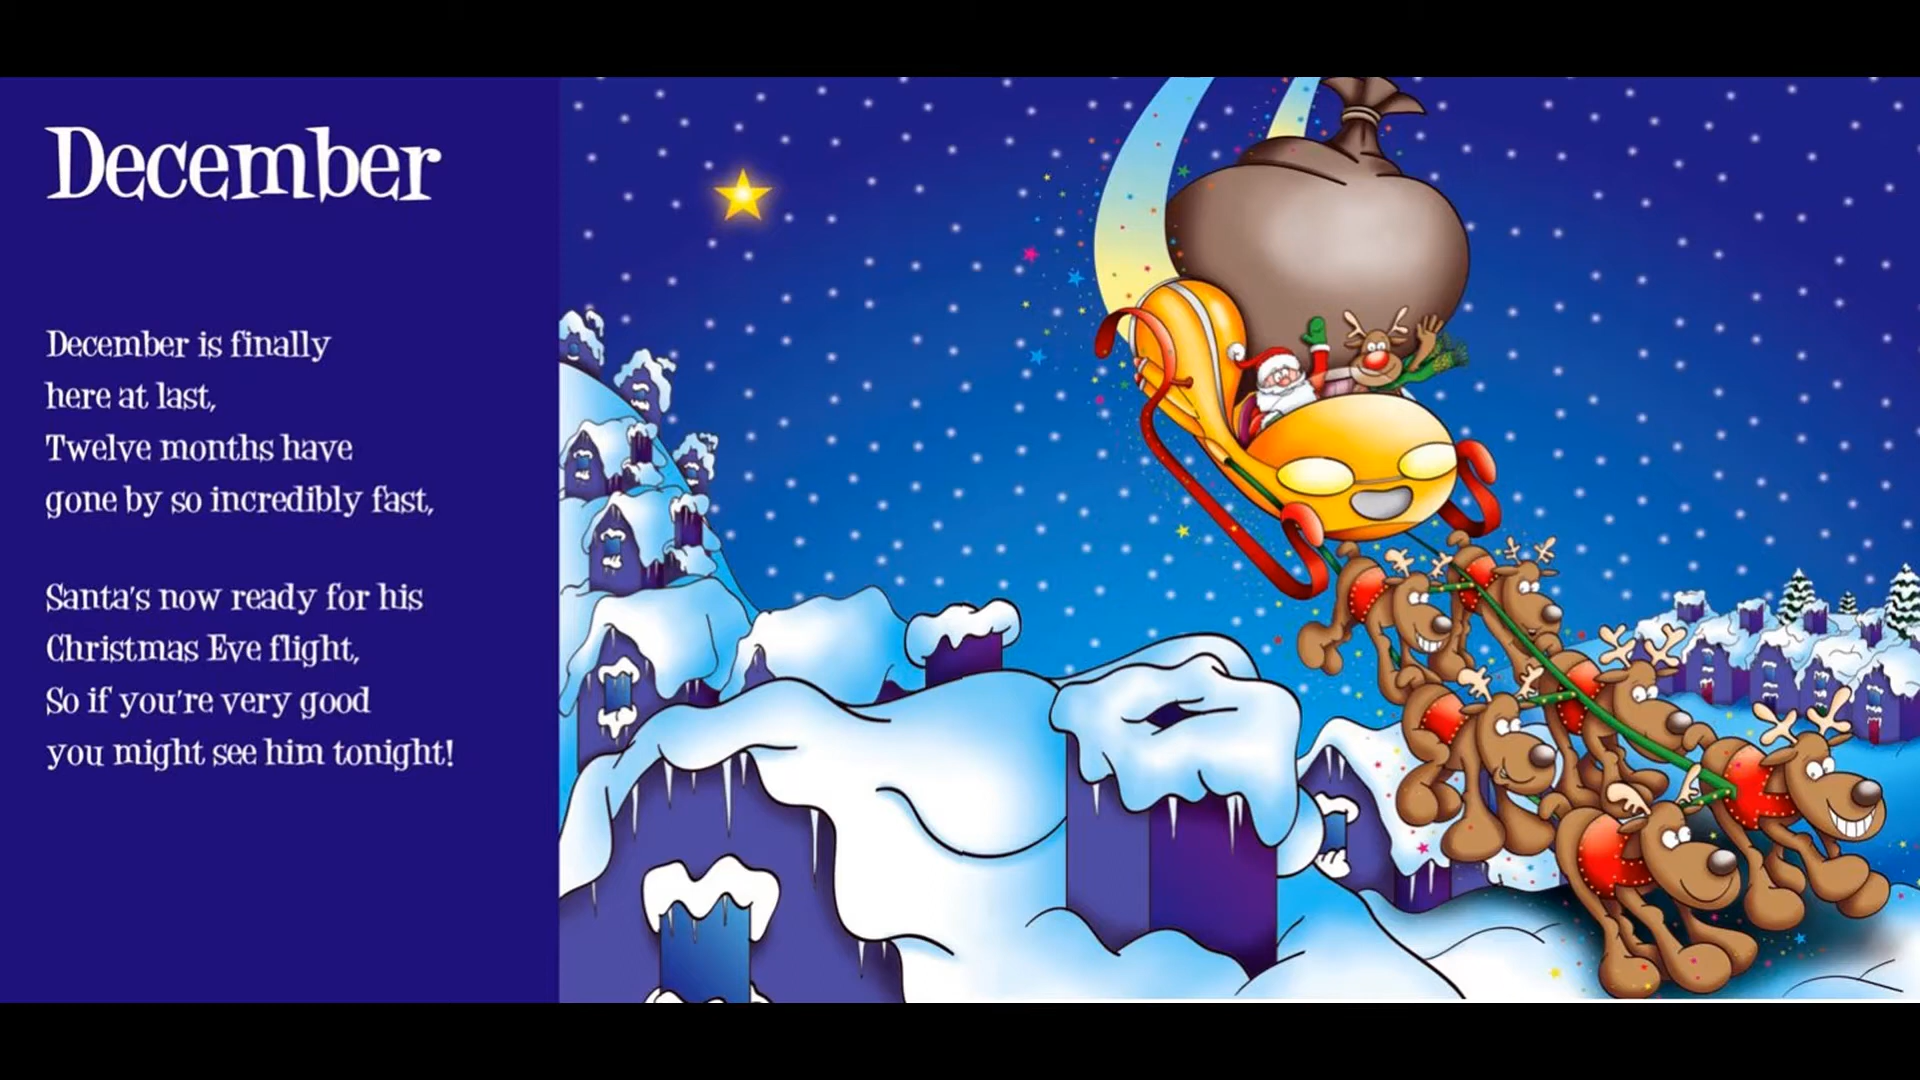 December
December is finally
here at last,
Twelve months have
gone by so incredibly fast,
Santa's now ready for his
Christmas Eve flight,
So if you're very good
you might see him tonight!